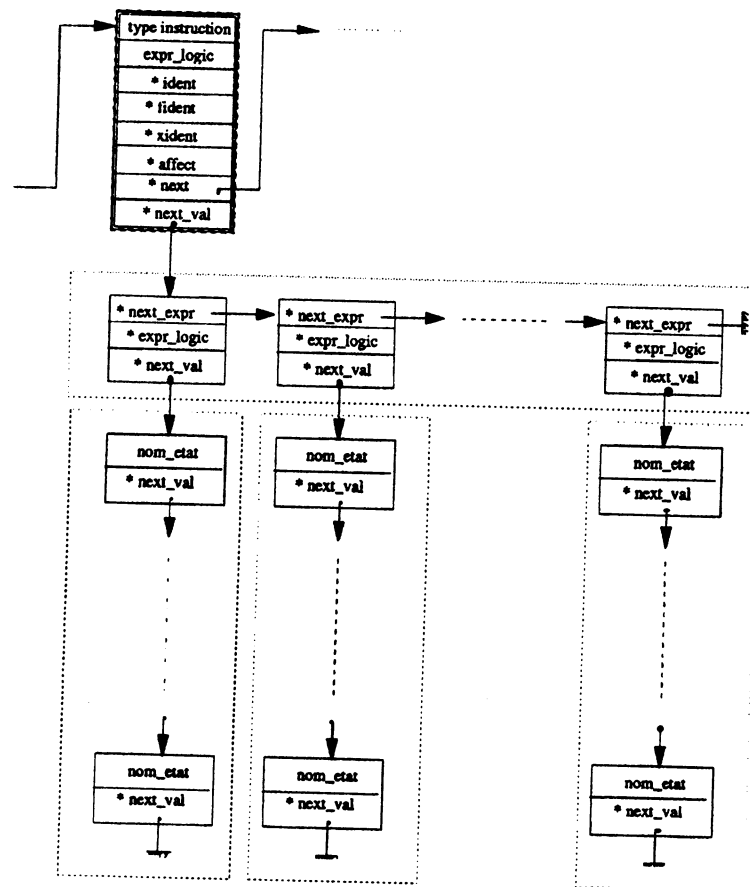 type instruction
expr_logic
* ident
* fident
* xident
* affect
* next
* next_val
* next_expr
* expr_logic
* next_val
* next_expr
* expr_logic
* next_val
* next_expr
* expr_logic
* next_val
nom_etat
* next_val
nom_etat
* next_val
nom_etat
* next_val
nom_etat
* next_val
nom_etat
* next_val
nom_etat
* next_val